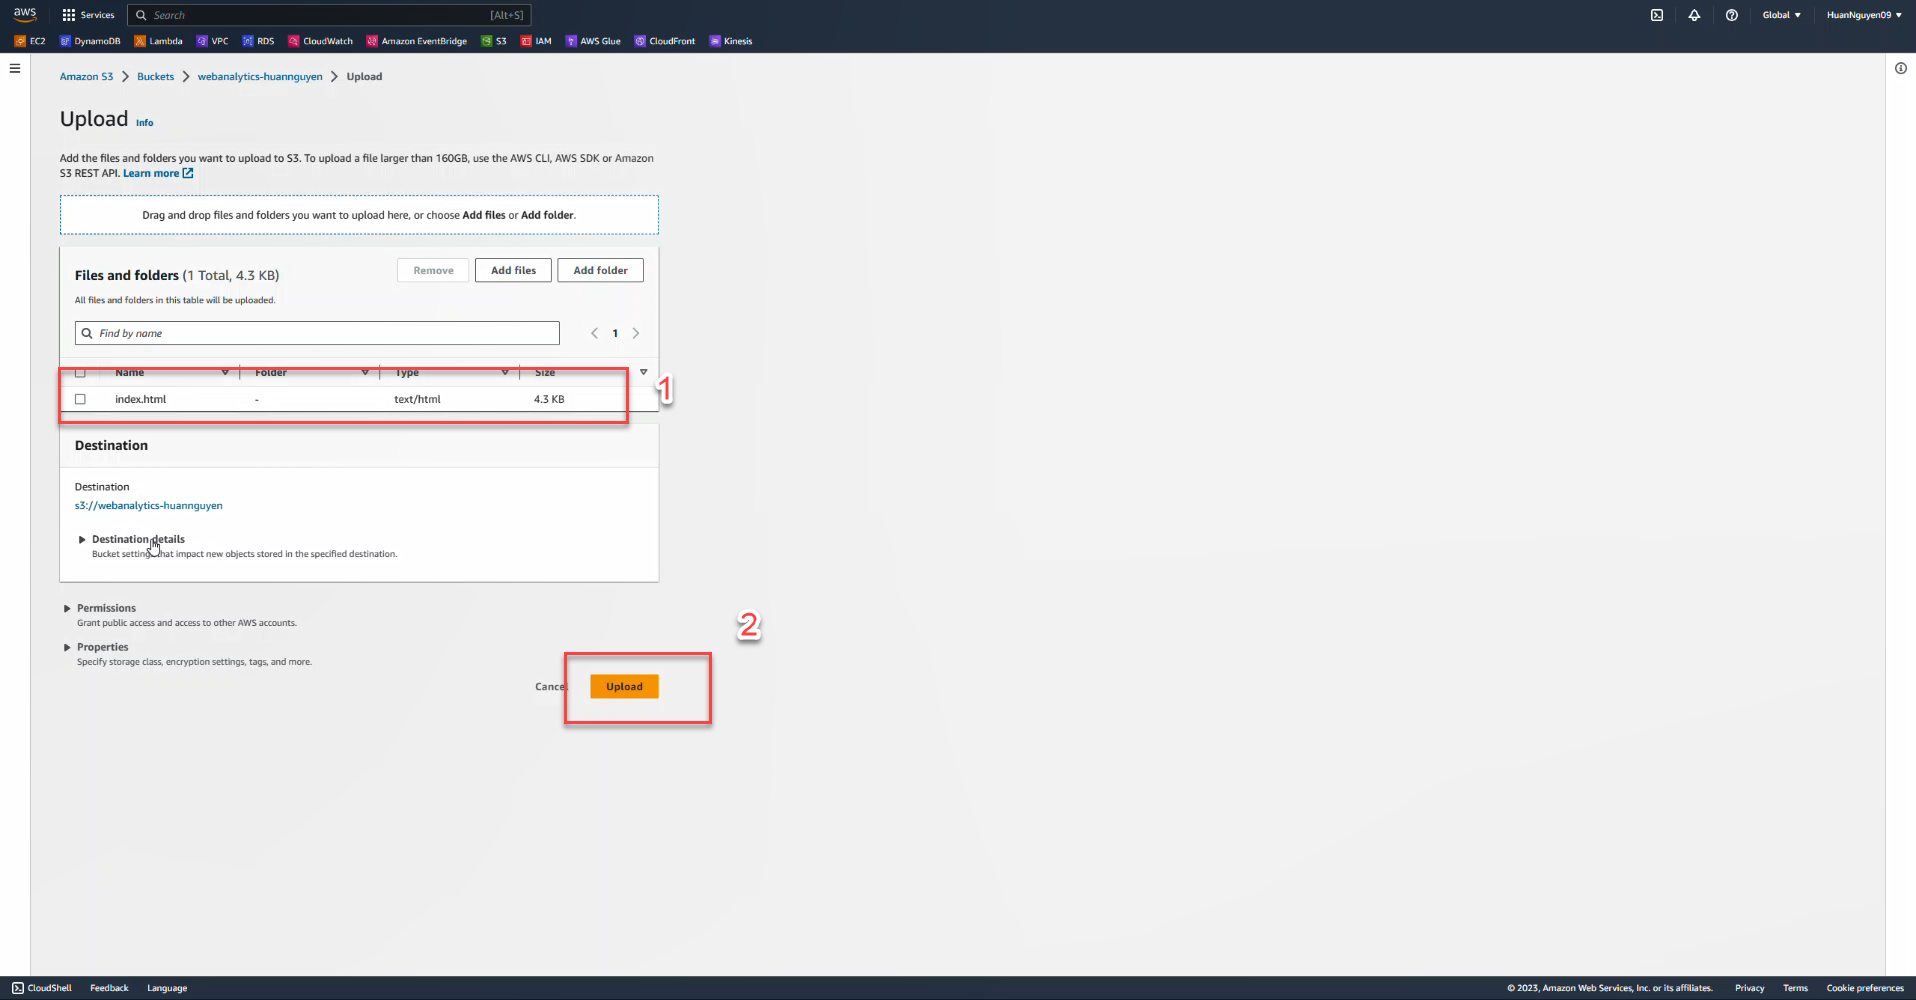 aws Services Search [Alt+S] Global HuanNguyen09
EC2 DynamoDB Lambda VPC RDS CloudWatch Amazon EventBridge S3 IAM AWS Glue CloudFront Kinesis
Amazon S3 > Buckets > webanalytics-huannguyen > Upload
Upload Info
Add the files and folders you want to upload to S3. To upload a file larger than 160GB, use the AWS CLI, AWS SDK or Amazon
S3 REST API. Learn more
Drag and drop files and folders you want to upload here, or choose Add files or Add folder.
Files and folders (1 Total, 4.3 KB) Remove Add files Add folder
All files and folders in this table will be uploaded.
Find by name 1
Name Folder Type Size
1
index.html - text/html 4.3 KB
Destination
Destination
s3://webanalytics-huannguyen
Destination details
Bucket settings that impact new objects stored in the specified destination.
Permissions
Grant public access and access to other AWS accounts.
2
Properties
Specify storage class, encryption settings, tags, and more.
Cancel Upload
CloudShell Feedback Language © 2023, Amazon Web Services, Inc. or its affiliates. Privacy Terms Cookie preferences